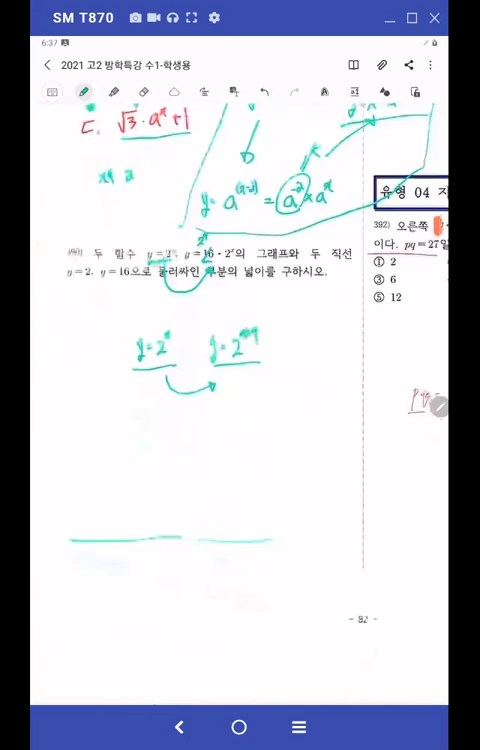 SM T870
6:37
2021 고2 방학특강 수1-학생용
ㄷ. √3·aˣ+1
y=a⁽ˣ⁻²⁾=a⁻²×aˣ
k
유형 04 지
392) 오른쪽
이다. pq=27일
① 2
③ 6
⑤ 12
두 함수 y=2ˣ, y=16·2ˣ의 그래프와 두 직선
y=2, y=16으로 둘러싸인 부분의 넓이를 구하시오.
y=2ˣ y=2ˣ⁺⁴
- 82 -